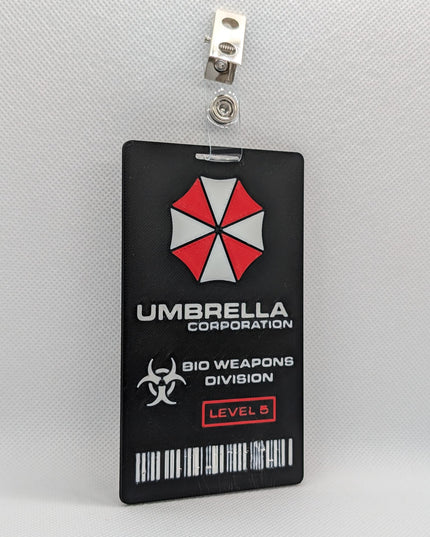 UMBRELLA
CORPORATION
BIO WEAPONS
DIVISION
LEVEL 5